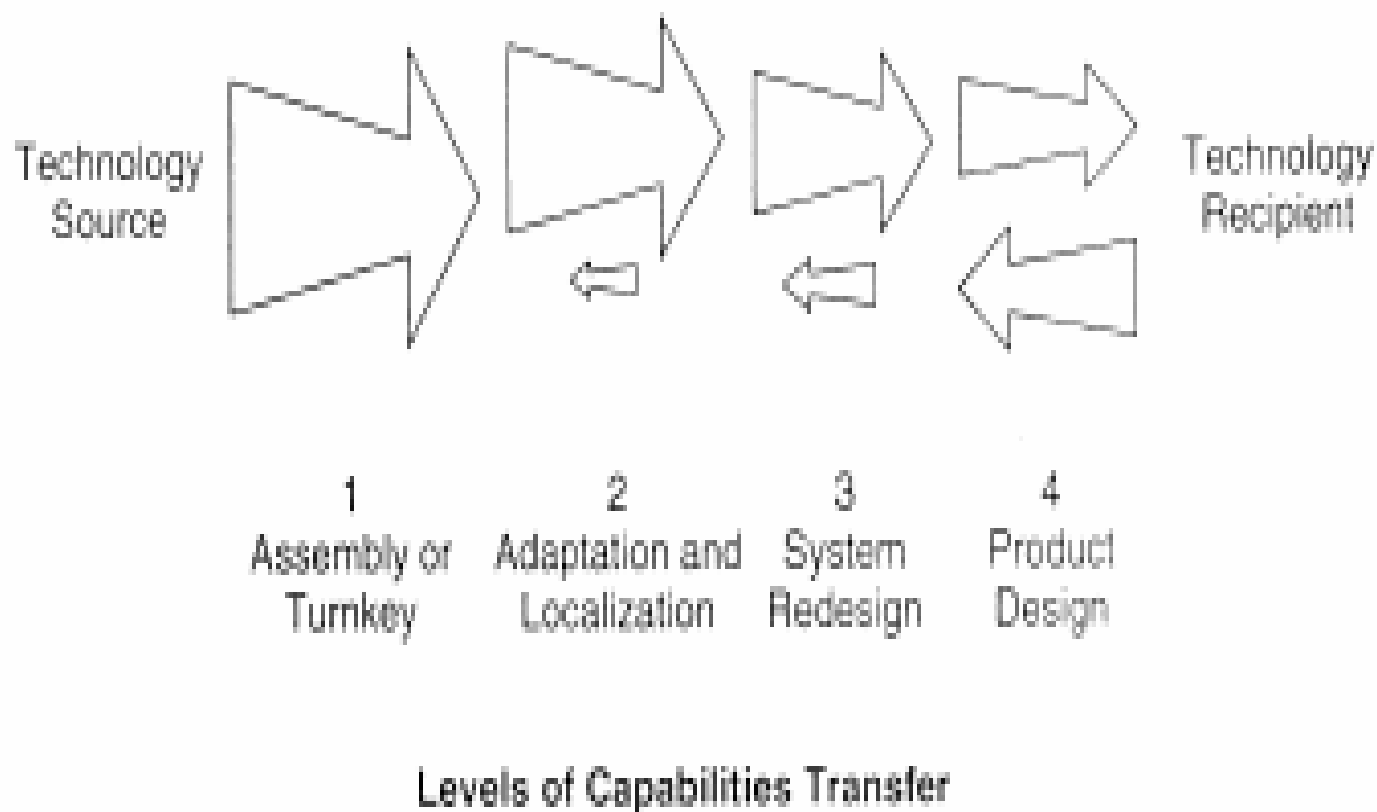 Technology
Source
Technology
Recipient
1
Assembly or
Turnkey
2
Adaptation and
Localization
3
System
Redesign
4
Product
Design
Levels of Capabilities Transfer